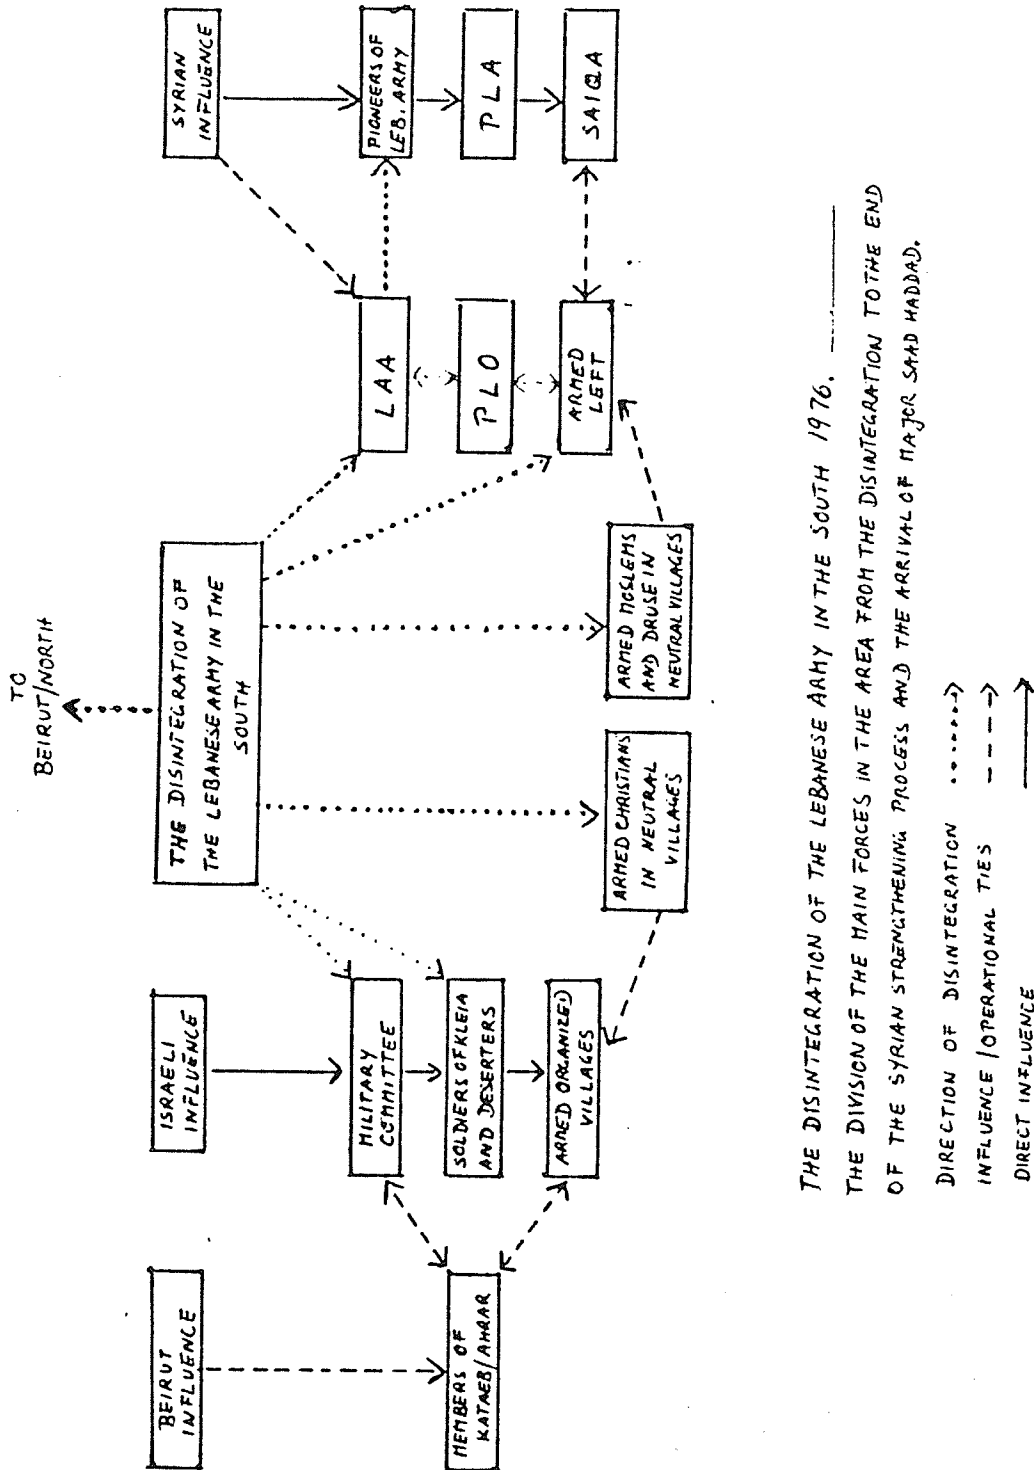 TO
BEIRUT/NORTH
THE DISINTEGRATION OF
THE LEBANESE ARMY IN THE
SOUTH
BEIRUT
INFLUENCE
ISRAELI
INFLUENCE
SYRIAN
INFLUENCE
MILITARY
COMMITTEE
LAA
PIONEERS OF
LEB. ARMY
MEMBERS OF
KATAEB/AHRAR
SOLDIERS OF KLEIA
AND DESERTERS
PLO
PLA
ARMED ORGANIZED
VILLAGES
ARMED
LEFT
SAIQA
ARMED CHRISTIANS
IN NEUTRAL
VILLAGES
ARMED MOSLEMS
AND DRUSE IN
NEUTRAL VILLAGES
THE DISINTEGRATION OF THE LEBANESE ARMY IN THE SOUTH 1976.
THE DIVISION OF THE MAIN FORCES IN THE AREA FROM THE DISINTEGRATION TO THE END
OF THE SYRIAN STRENGTHENING PROCESS AND THE ARRIVAL OF MAJOR SAAD HADDAD.
DIRECTION OF DISINTEGRATION
INFLUENCE/OPERATIONAL TIES
DIRECT INFLUENCE